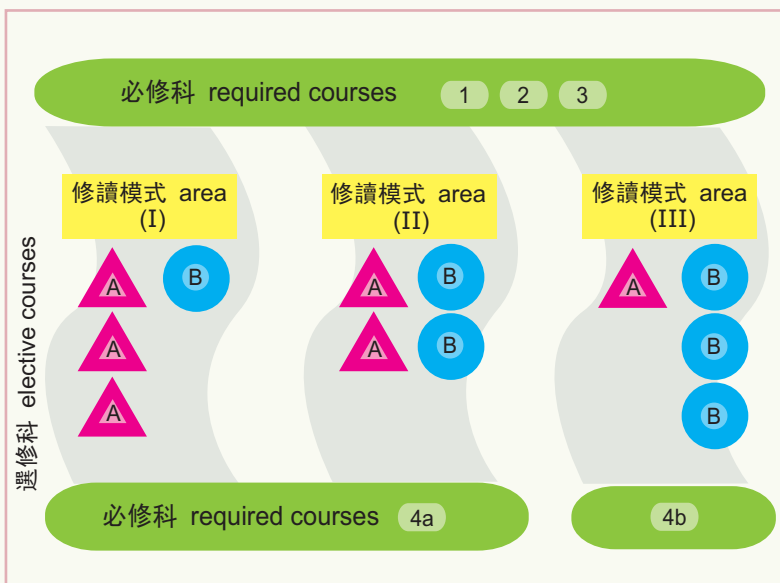 必修科 required courses 1 2 3
修讀模式 area
(I)
修讀模式 area
(II)
修讀模式 area
(III)
A B A B A B
A A B B
A B
選修科 elective courses
必修科 required courses 4a
4b